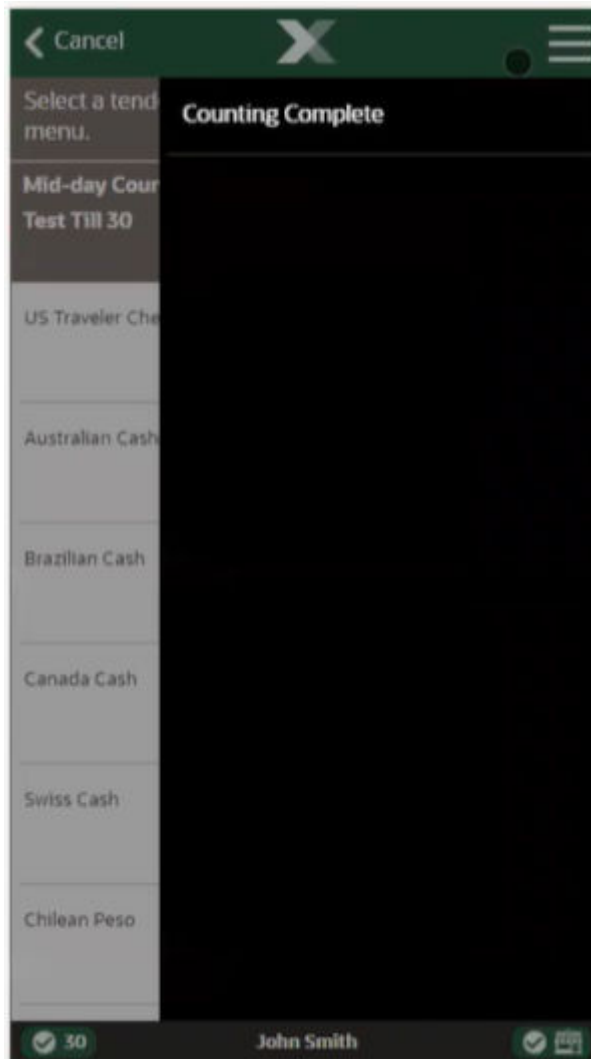 Cancel
Select a tend
menu.
Counting Complete
Mid-day Cour
Test Till 30
US Traveler Che
Australian Cash
Brazilian Cash
Canada Cash
Swiss Cash
Chilean Peso
30
John Smith